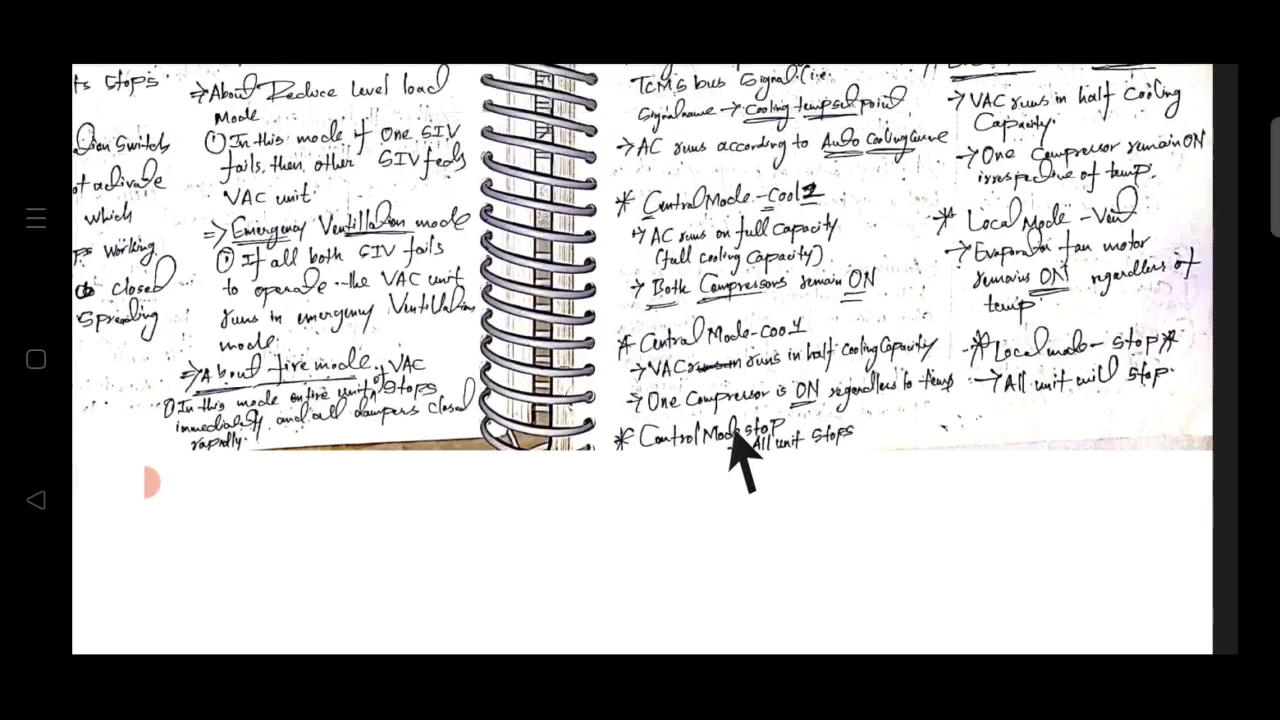 ts stops
Switch
ot activate
which
working
closed
Spreading
⇒ About Reduce Level load
Mode
① In this mode if One SIV
fails, then other SIV feeds
VAC unit.
⇒ Emergency Ventillation mode
① If all both SIV fails
to operate the VAC unit
runs in emergency Ventillation
mode.
⇒ About fire mode of VAC
① In this mode entire unit stops
immediately and all dampers closed
rapidly.
TCMS bus Signal (i.e.
Signal name → Cooling temp set point
→ AC runs according to Auto Cooling Curve
* Central Mode - Cool 2
→ AC runs on full Capacity
(full cooling Capacity).
→ Both Compressors remain ON
* Central Mode - Cool 1
→ VAC runs in half Cooling Capacity
→ One Compressor is ON regardless to temp
* Control Mode stop
→ All unit stops
→ VAC runs in half Cooling
Capacity.
→ One Compressor remain ON
irrespective of temp.
* Local Mode - Vent
→ Evaporator fan motor
remains ON regardless of
temp
* Local mode - stop *
→ All unit will stop.